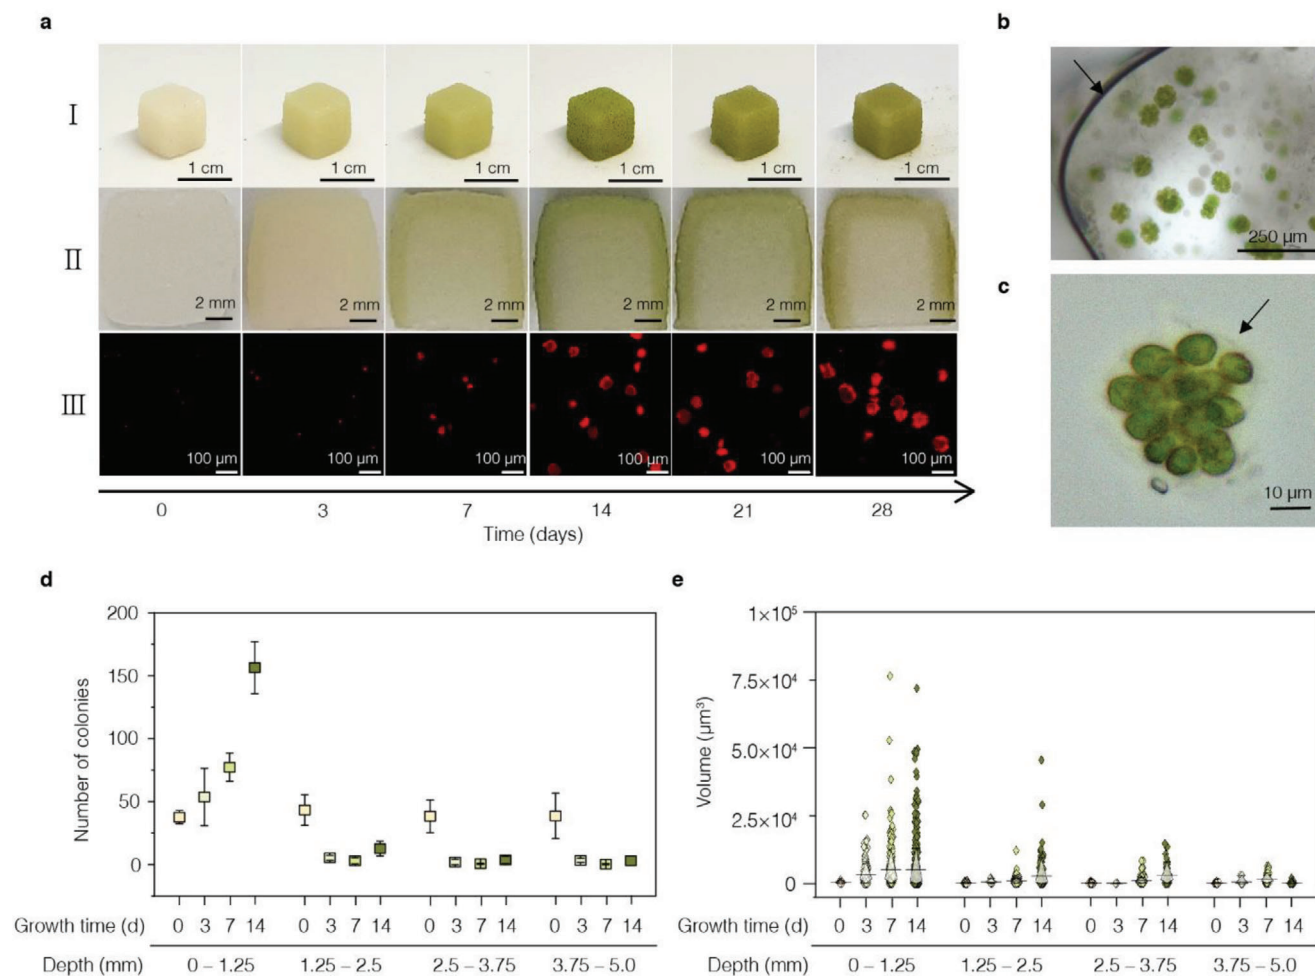 a
b
I
1 cm 1 cm 1 cm 1 cm 1 cm 1 cm
250 µm
II
2 mm 2 mm 2 mm 2 mm 2 mm 2 mm
c
III
100 µm 100 µm 100 µm 100 µm 100 µm 100 µm
10 µm
0 3 7 14 21 28
Time (days)
d
200
150
100
50
0
Number of colonies
Growth time (d) 0 3 7 14 0 3 7 14 0 3 7 14 0 3 7 14
Depth (mm) 0 – 1.25 1.25 – 2.5 2.5 – 3.75 3.75 – 5.0
e
1×10⁵
7.5×10⁴
5.0×10⁴
2.5×10⁴
0
Volume (µm³)
Growth time (d) 0 3 7 14 0 3 7 14 0 3 7 14 0 3 7 14
Depth (mm) 0 – 1.25 1.25 – 2.5 2.5 – 3.75 3.75 – 5.0